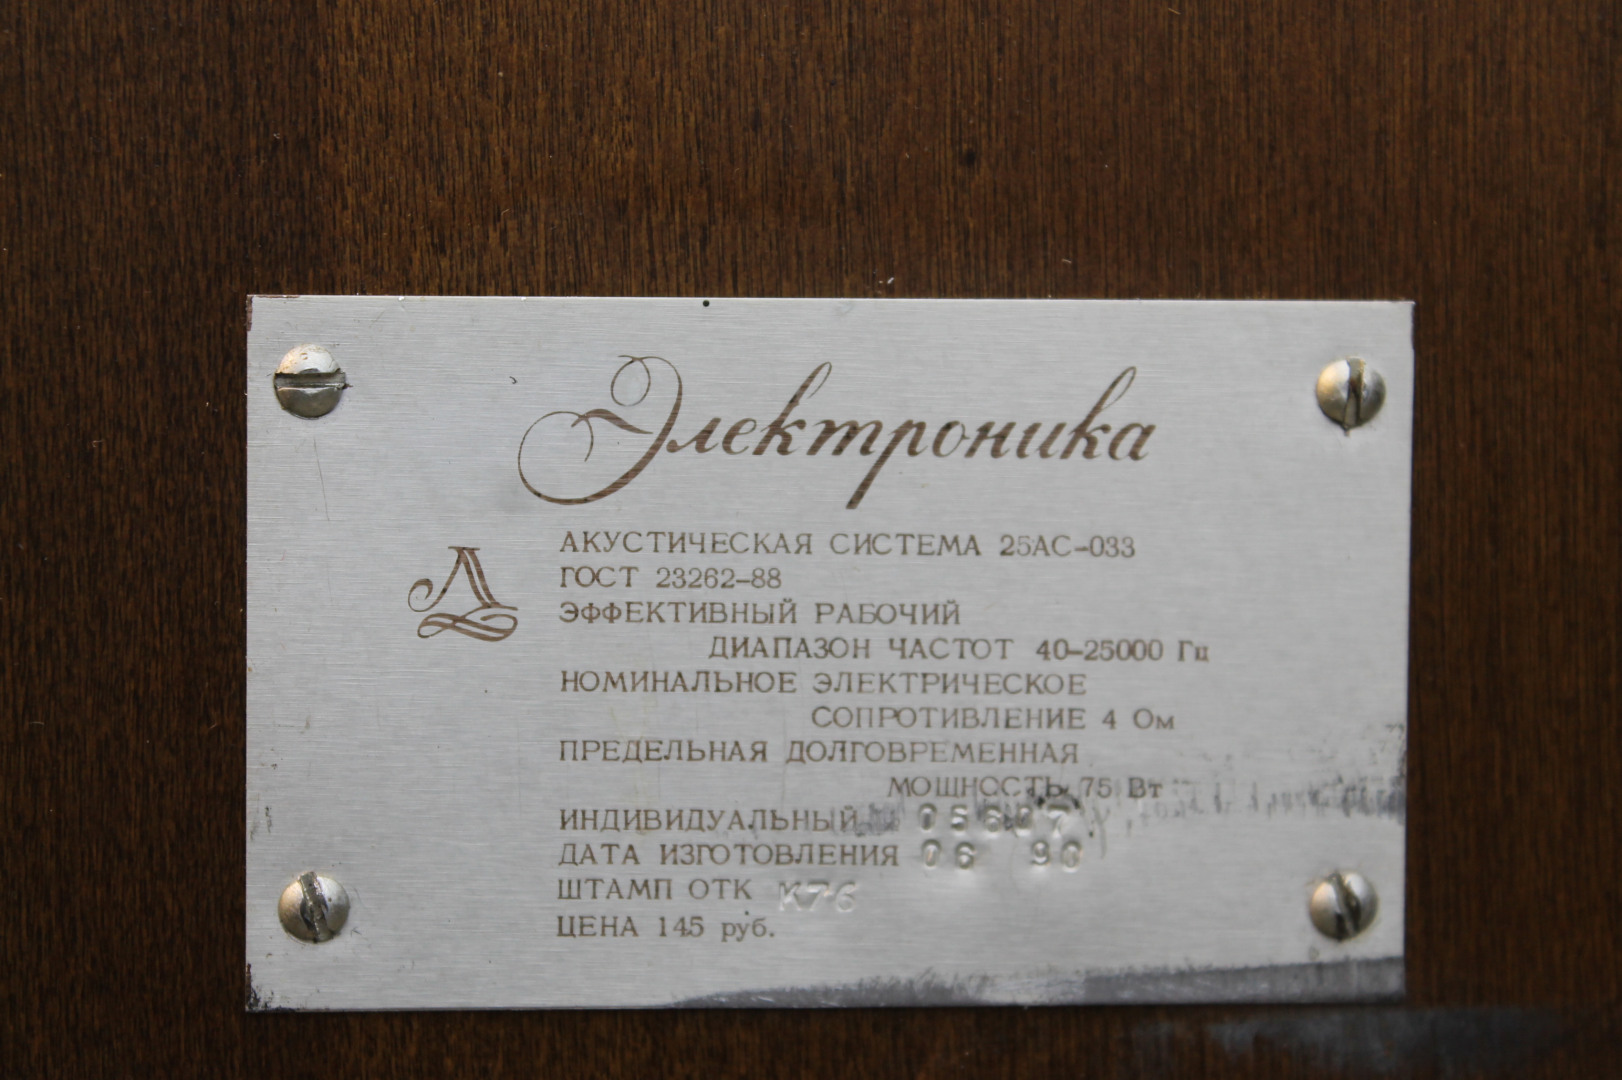 Электроника
АКУСТИЧЕСКАЯ СИСТЕМА 25АС-033
ГОСТ 23262-88
ЭФФЕКТИВНЫЙ РАБОЧИЙ
ДИАПАЗОН ЧАСТОТ 40-25000 Гц
НОМИНАЛЬНОЕ ЭЛЕКТРИЧЕСКОЕ
СОПРОТИВЛЕНИЕ 4 Ом
ПРЕДЕЛЬНАЯ ДОЛГОВРЕМЕННАЯ
МОЩНОСТЬ 75 Вт
ИНДИВИДУАЛЬНЫЙ
ДАТА ИЗГОТОВЛЕНИЯ 06 90
ШТАМП ОТК К76
ЦЕНА 145 руб.